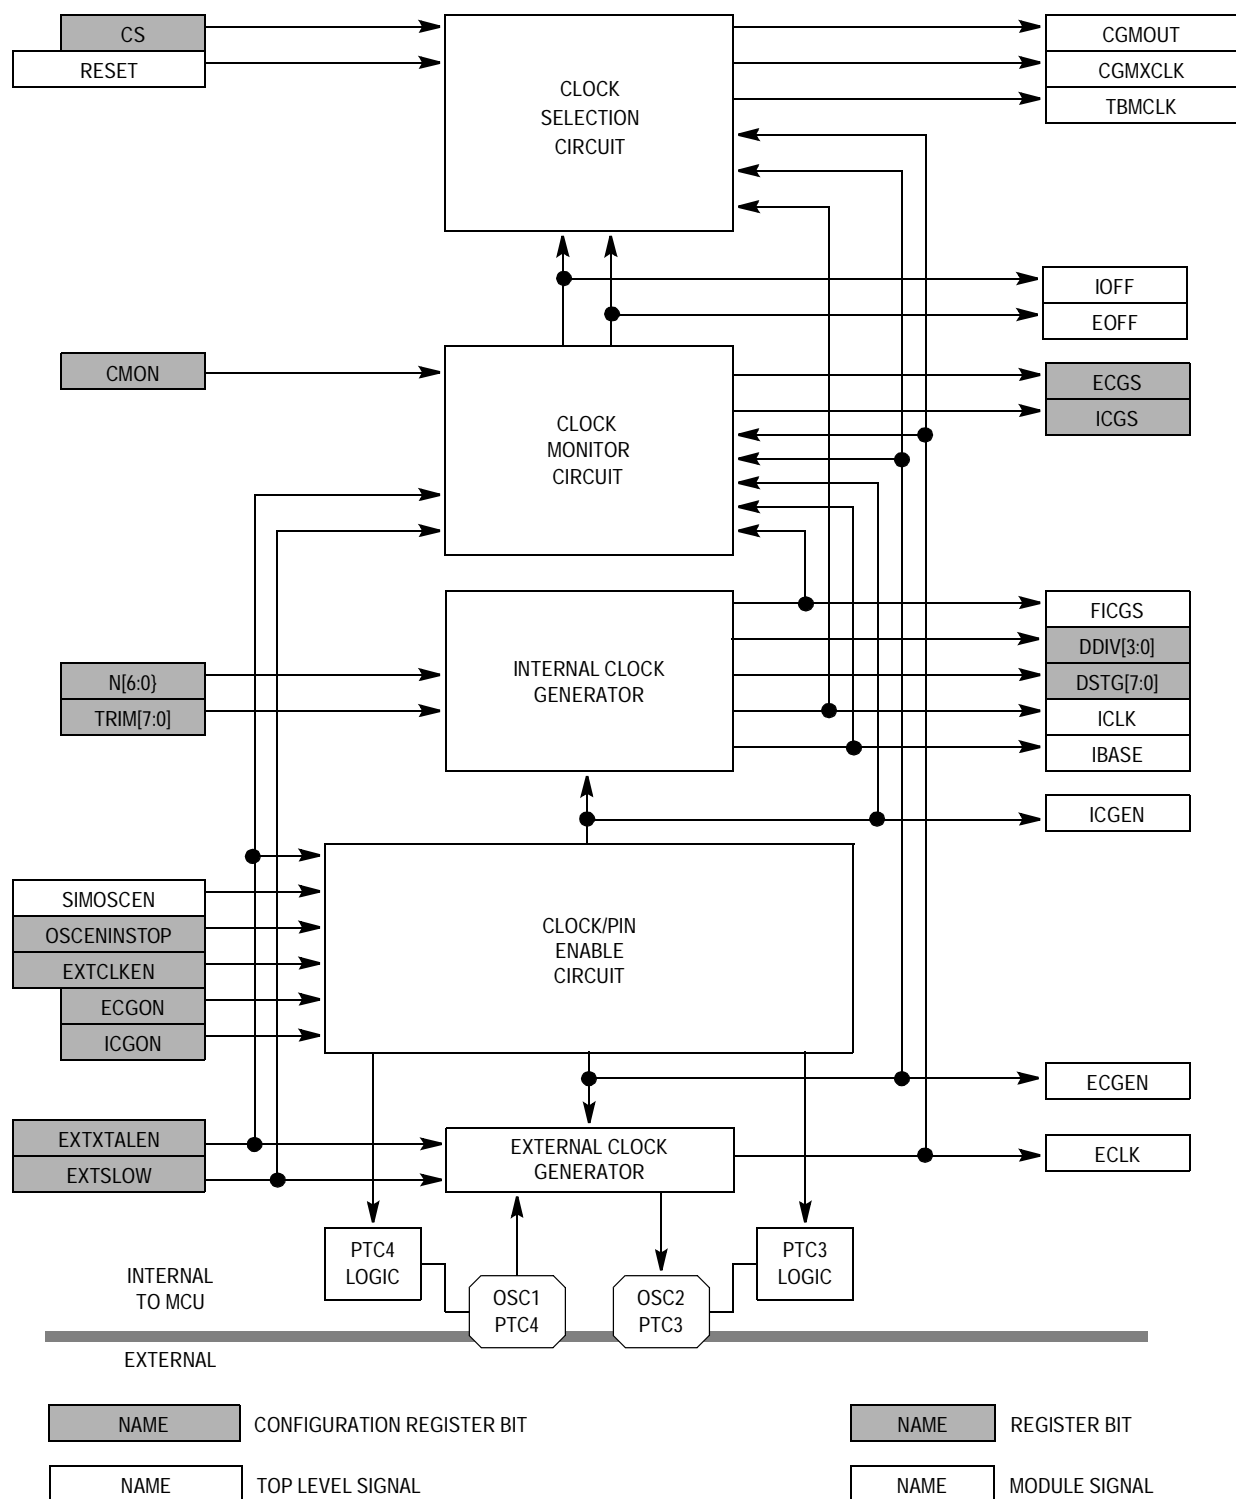 CS
RESET
CLOCK
SELECTION
CIRCUIT
CGMOUT
CGMXCLK
TBMCLK
IOFF
EOFF
CMON
CLOCK
MONITOR
CIRCUIT
ECGS
ICGS
N[6:0}
TRIM[7:0]
INTERNAL CLOCK
GENERATOR
FICGS
DDIV[3:0]
DSTG[7:0]
ICLK
IBASE
ICGEN
SIMOSCEN
OSCENINSTOP
EXTCLKEN
ECGON
ICGON
CLOCK/PIN
ENABLE
CIRCUIT
ECGEN
EXTXTALEN
EXTSLOW
EXTERNAL CLOCK
GENERATOR
ECLK
PTC4
LOGIC
OSC1
PTC4
OSC2
PTC3
PTC3
LOGIC
INTERNAL
TO MCU
EXTERNAL
NAME CONFIGURATION REGISTER BIT
NAME REGISTER BIT
NAME TOP LEVEL SIGNAL
NAME MODULE SIGNAL